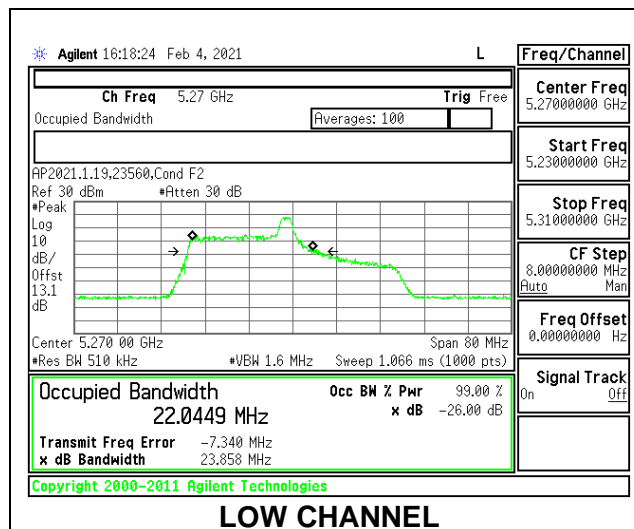 Agilent 16:18:24 Feb 4, 2021 L Freq/Channel
Ch Freq 5.27 GHz Trig Free
Occupied Bandwidth Averages: 100
AP2021.1.19,23560,Cond F2
Ref 30 dBm #Atten 30 dB
#Peak
Log
10
dB/
Offst
13.1
dB
Center 5.270 00 GHz Span 80 MHz
#Res BW 510 kHz #VBW 1.6 MHz Sweep 1.066 ms (1000 pts)
Occupied Bandwidth Occ BW % Pwr 99.00 %
22.0449 MHz x dB -26.00 dB
Transmit Freq Error -7.340 MHz
x dB Bandwidth 23.858 MHz
Copyright 2000-2011 Agilent Technologies
Center Freq
5.27000000 GHz
Start Freq
5.23000000 GHz
Stop Freq
5.31000000 GHz
CF Step
8.00000000 MHz
Auto Man
Freq Offset
0.00000000 Hz
Signal Track
On Off
LOW CHANNEL